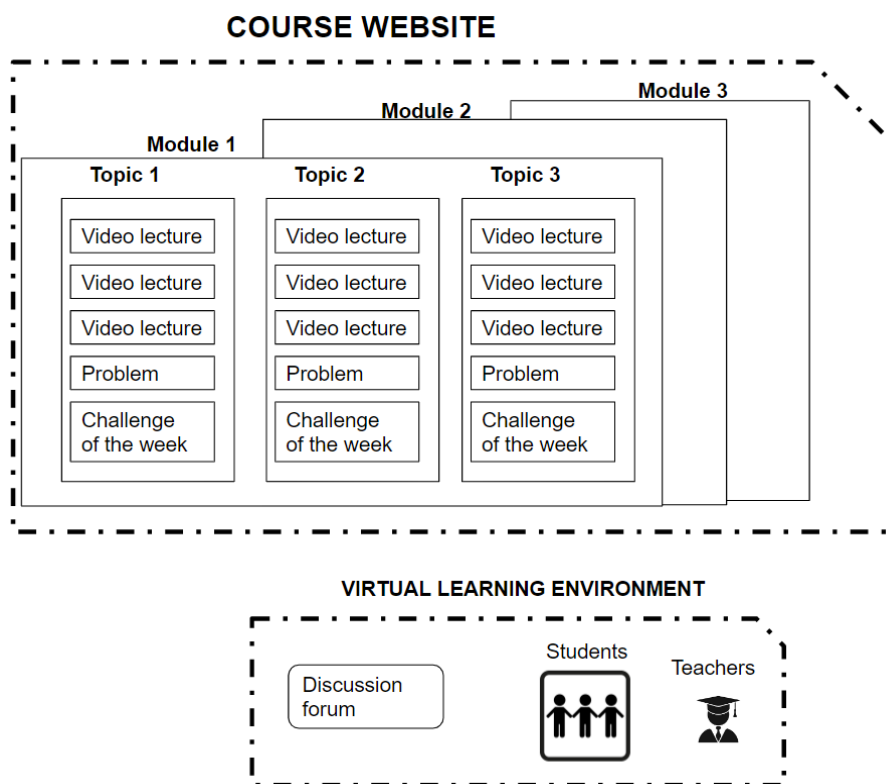 COURSE WEBSITE
Module 3
Module 2
Module 1
Topic 1
Video lecture
Video lecture
Video lecture
Problem
Challenge
of the week
Topic 2
Video lecture
Video lecture
Video lecture
Problem
Challenge
of the week
Topic 3
Video lecture
Video lecture
Video lecture
Problem
Challenge
of the week
VIRTUAL LEARNING ENVIRONMENT
Discussion
forum
Students
Teachers